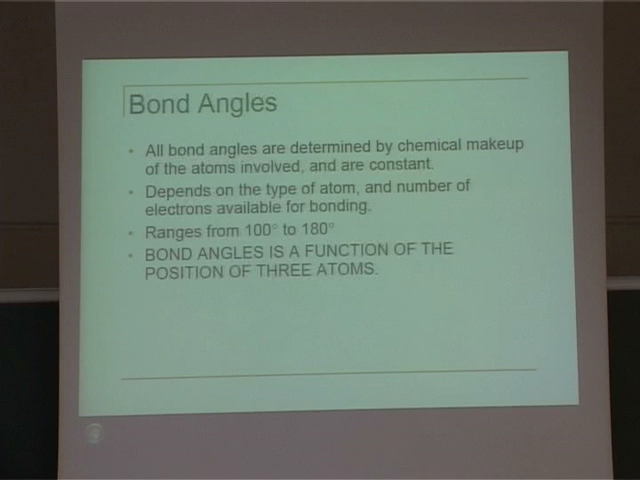 Bond Angles
• All bond angles are determined by chemical makeup
of the atoms involved, and are constant.
• Depends on the type of atom, and number of
electrons available for bonding.
• Ranges from 100° to 180°
• BOND ANGLES IS A FUNCTION OF THE
POSITION OF THREE ATOMS.